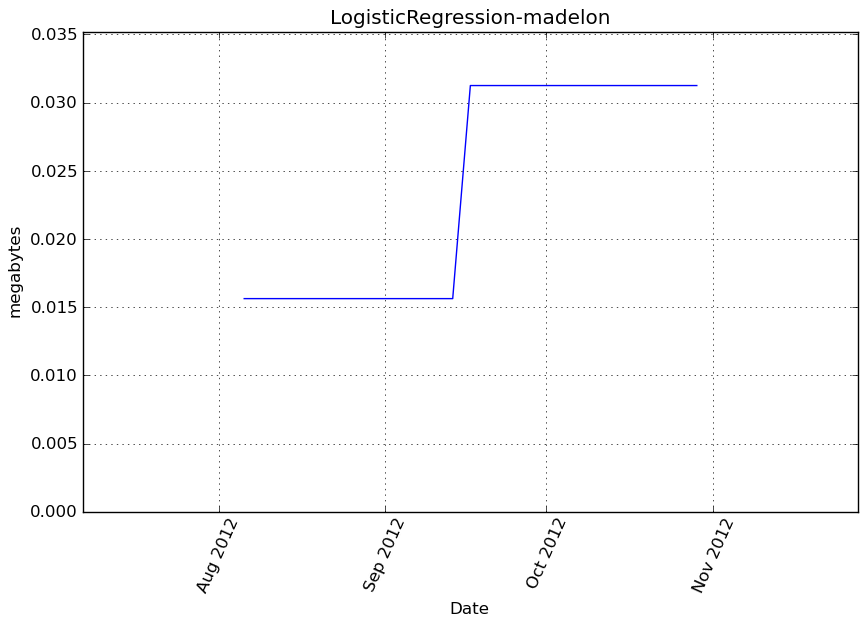 LogisticRegression-madelon
0.035
0.030
0.025
0.020
0.015
0.010
0.005
0.000
megabytes
Aug 2012
Sep 2012
Oct 2012
Nov 2012
Date